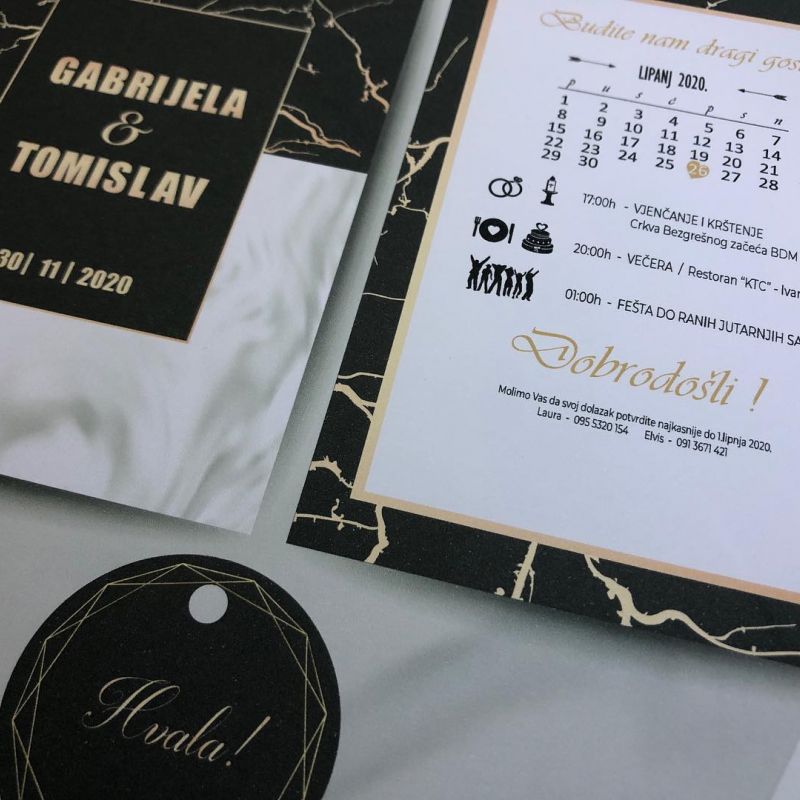 GABRIJELA
&
TOMISLAV
30| 11 | 2020
Budite nam dragi gosti
LIPANJ 2020.
P U S Č P S N
1 2 3 4 5 6 7
8 9 10 11 12 13 14
15 16 17 18 19 20 21
22 23 24 25 26 27 28
29 30
17:00h - VJENČANJE I KRŠTENJE
Crkva Bezgrešnog začeća BDM
20:00h - VEČERA / Restoran "KTC" - Ivan
01:00h - FEŠTA DO RANIH JUTARNJIH SA
Dobrodošli !
Molimo Vas da svoj dolazak potvrdite najkasnije do 1.lipnja 2020.
Laura - 095 5320 154 Elvis - 091 3671 421
Hvala!